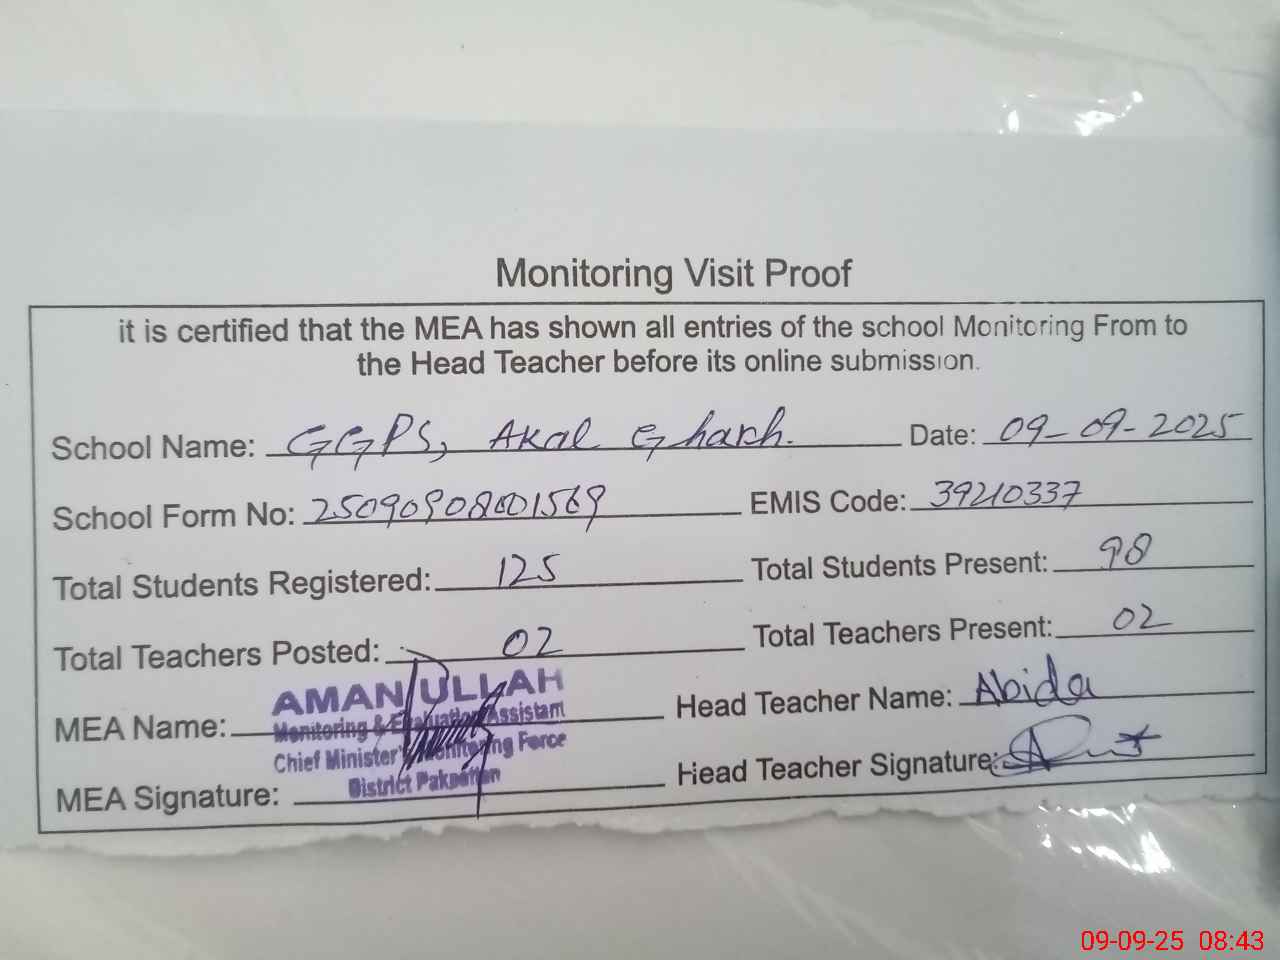 Monitoring Visit Proof
it is certified that the MEA has shown all entries of the school Monitoring From to
the Head Teacher before its online submission.
School Name: GGPS, Akal Gharh. Date: 09-09-2025
School Form No: EMIS Code: 39210337
Total Students Registered: 125 Total Students Present: 98
Total Teachers Posted: 02 Total Teachers Present: 02
MEA Name: AMAN ULLAH Head Teacher Name: Abida
Monitoring & Evaluation Assistant
Chief Minister's Monitoring Force
District Pakpattan
MEA Signature: Head Teacher Signature:
09-09-25 08:43